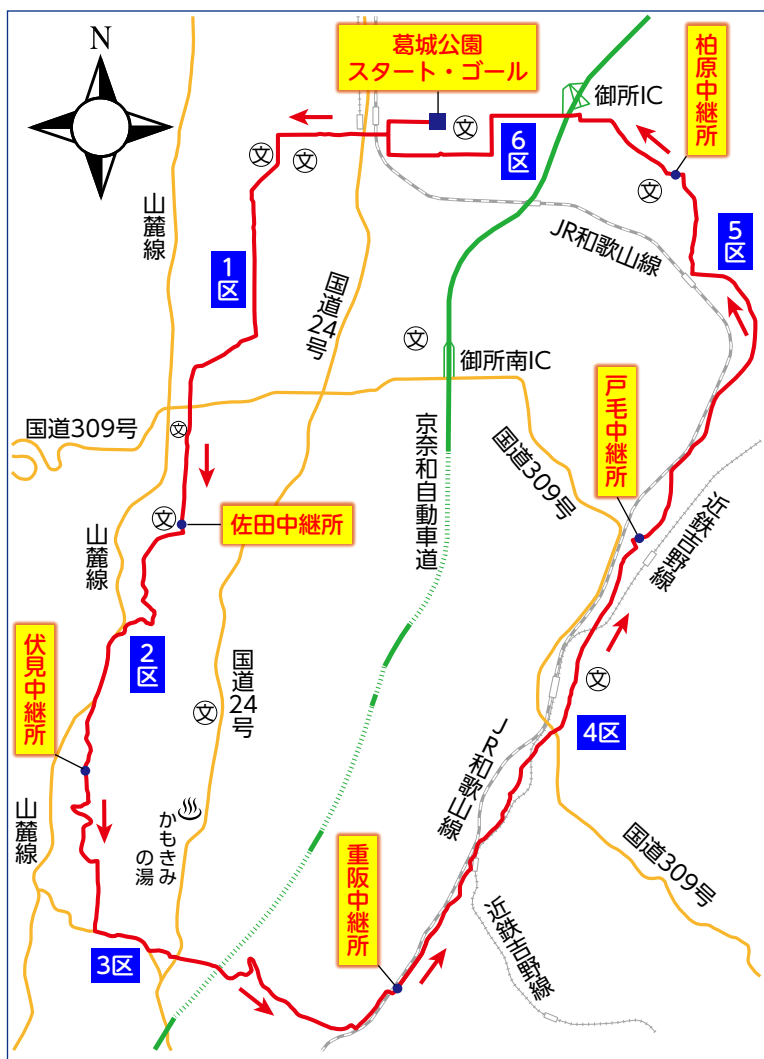 N
葛城公園
スタート・ゴール
柏原中継所
御所IC
文
6区
文
文
文
山麓線
JR和歌山線
5区
1区
国道24号
文
御所南IC
戸毛中継所
国道309号
文
京奈和自動車道
国道309号
文
佐田中継所
近鉄吉野線
山麓線
伏見中継所
2区
国道24号
文
文
4区
JR和歌山線
山麓線
かもきみ
の湯
国道309号
重阪中継所
近鉄吉野線
3区